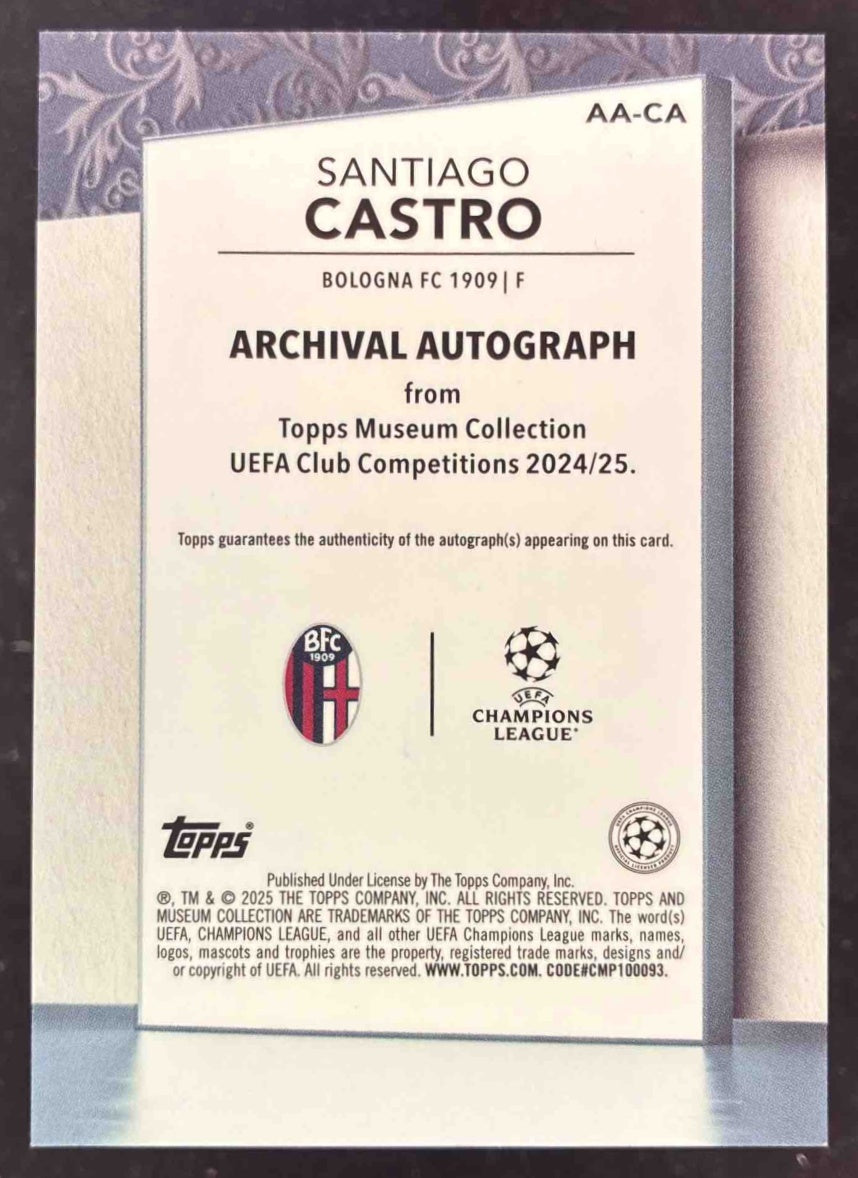 AA-CA
SANTIAGO
CASTRO
BOLOGNA FC 1909| F
ARCHIVAL AUTOGRAPH
from
Topps Museum Collection
UEFA Club Competitions 2024/25.
Topps guarantees the authenticity of the autograph(s) appearing on this card.
BFC
1909
UEFA
CHAMPIONS
LEAGUE®
Topps®
Published Under License by The Topps Company, Inc.
®, TM & © 2025 THE TOPPS COMPANY, INC. ALL RIGHTS RESERVED. TOPPS AND
MUSEUM COLLECTION ARE TRADEMARKS OF THE TOPPS COMPANY, INC. The word(s)
UEFA, CHAMPIONS LEAGUE, and all other UEFA Champions League marks, names,
logos, mascots and trophies are the property, registered trade marks, designs and/
or copyright of UEFA. All rights reserved. WWW.TOPPS.COM. CODE#CMP100093.